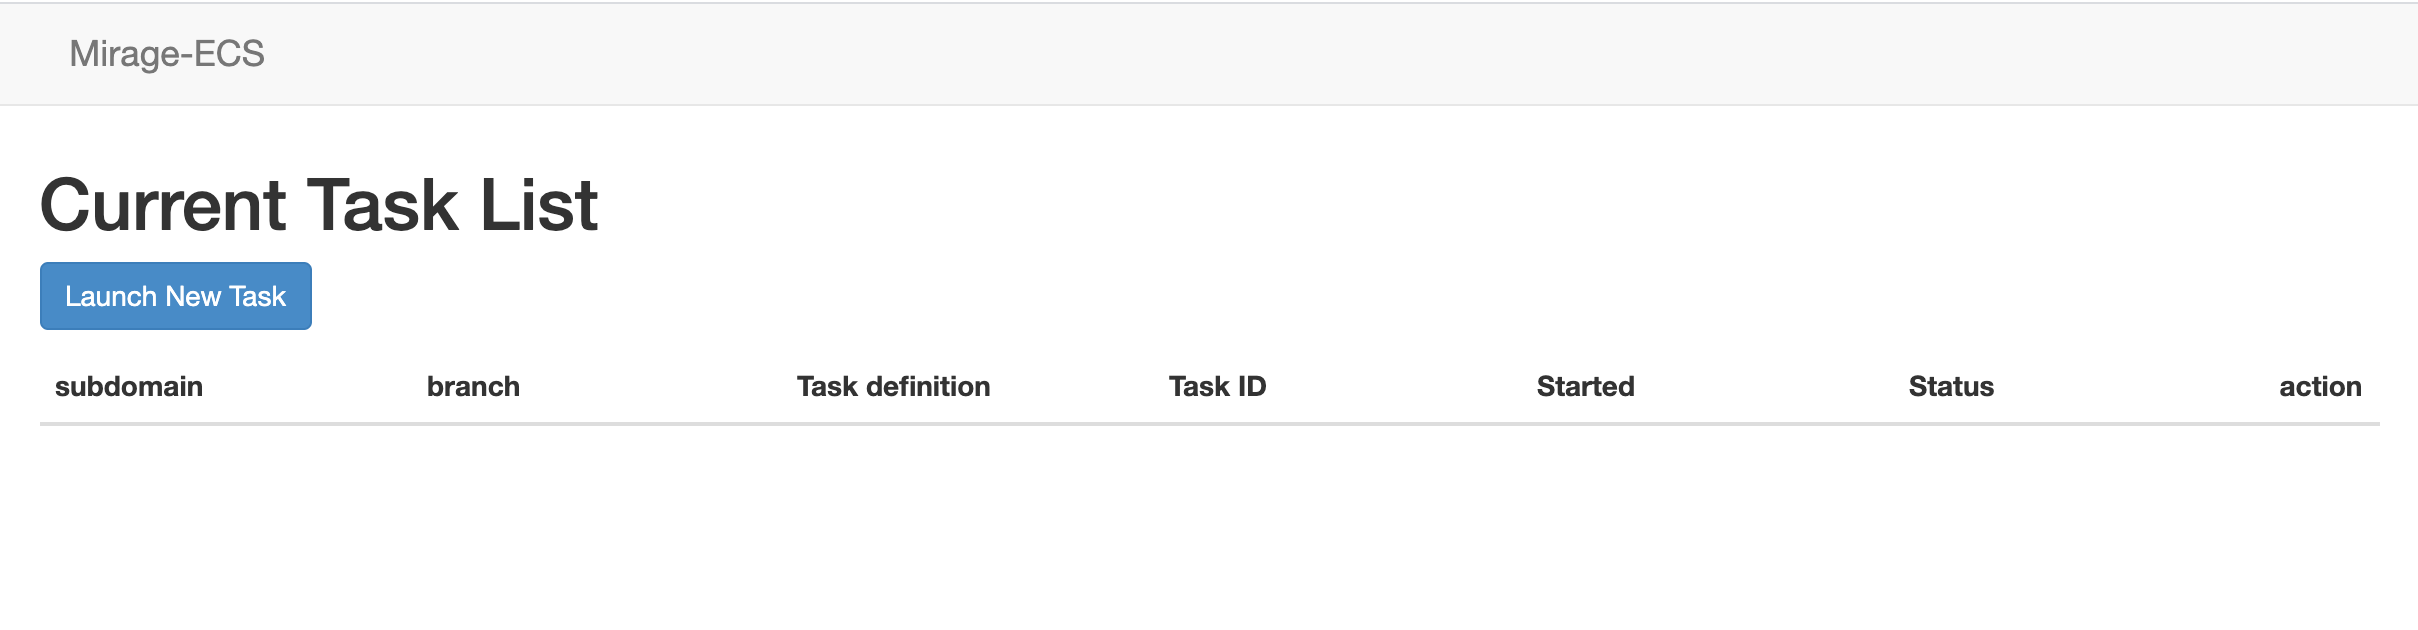 Mirage-ECS
Current Task List
Launch New Task
subdomain branch Task definition Task ID Started Status action